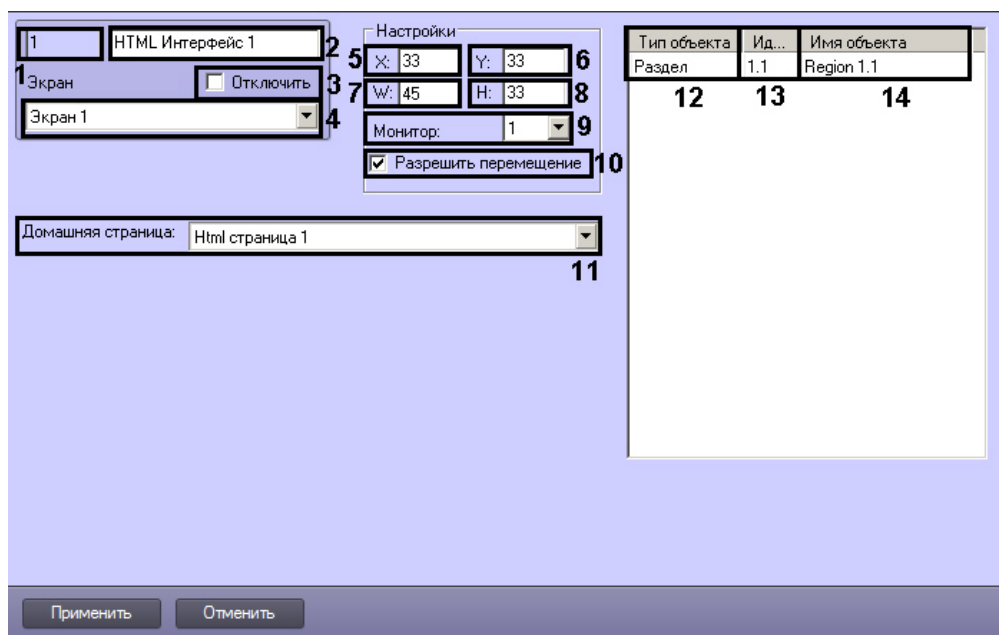 1 HTML Интерфейс 1 2
1 Экран Отключить 3
Экран 1 4
Настройки
5 X: 33 Y: 33 6
7 W: 45 H: 33 8
Монитор: 1 9
Разрешить перемещение 10
Домашняя страница: Html страница 1
11
Тип объекта Ид... Имя объекта
Раздел 1.1 Region 1.1
12 13 14
Применить Отменить